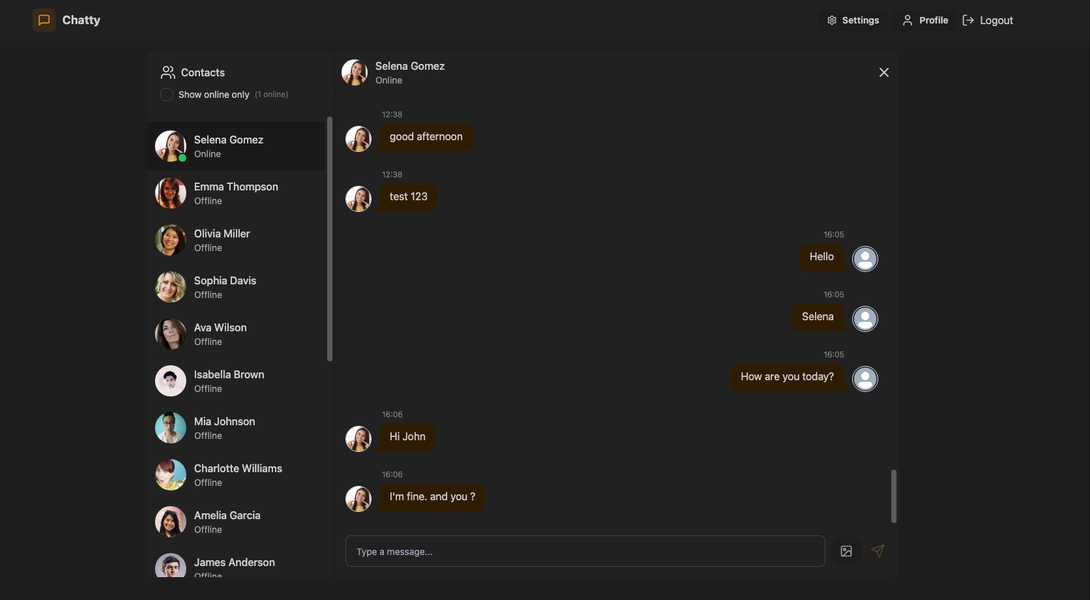 Chatty
Settings
Profile
Logout
Contacts
Show online only (1 online)
Selena Gomez
Online
Emma Thompson
Offline
Olivia Miller
Offline
Sophia Davis
Offline
Ava Wilson
Offline
Isabella Brown
Offline
Mia Johnson
Offline
Charlotte Williams
Offline
Amelia Garcia
Offline
James Anderson
Offline
Selena Gomez
Online
12:38
good afternoon
12:38
test 123
16:05
Hello
16:05
Selena
16:05
How are you today?
16:06
Hi John
16:06
I'm fine. and you ?
Type a message...